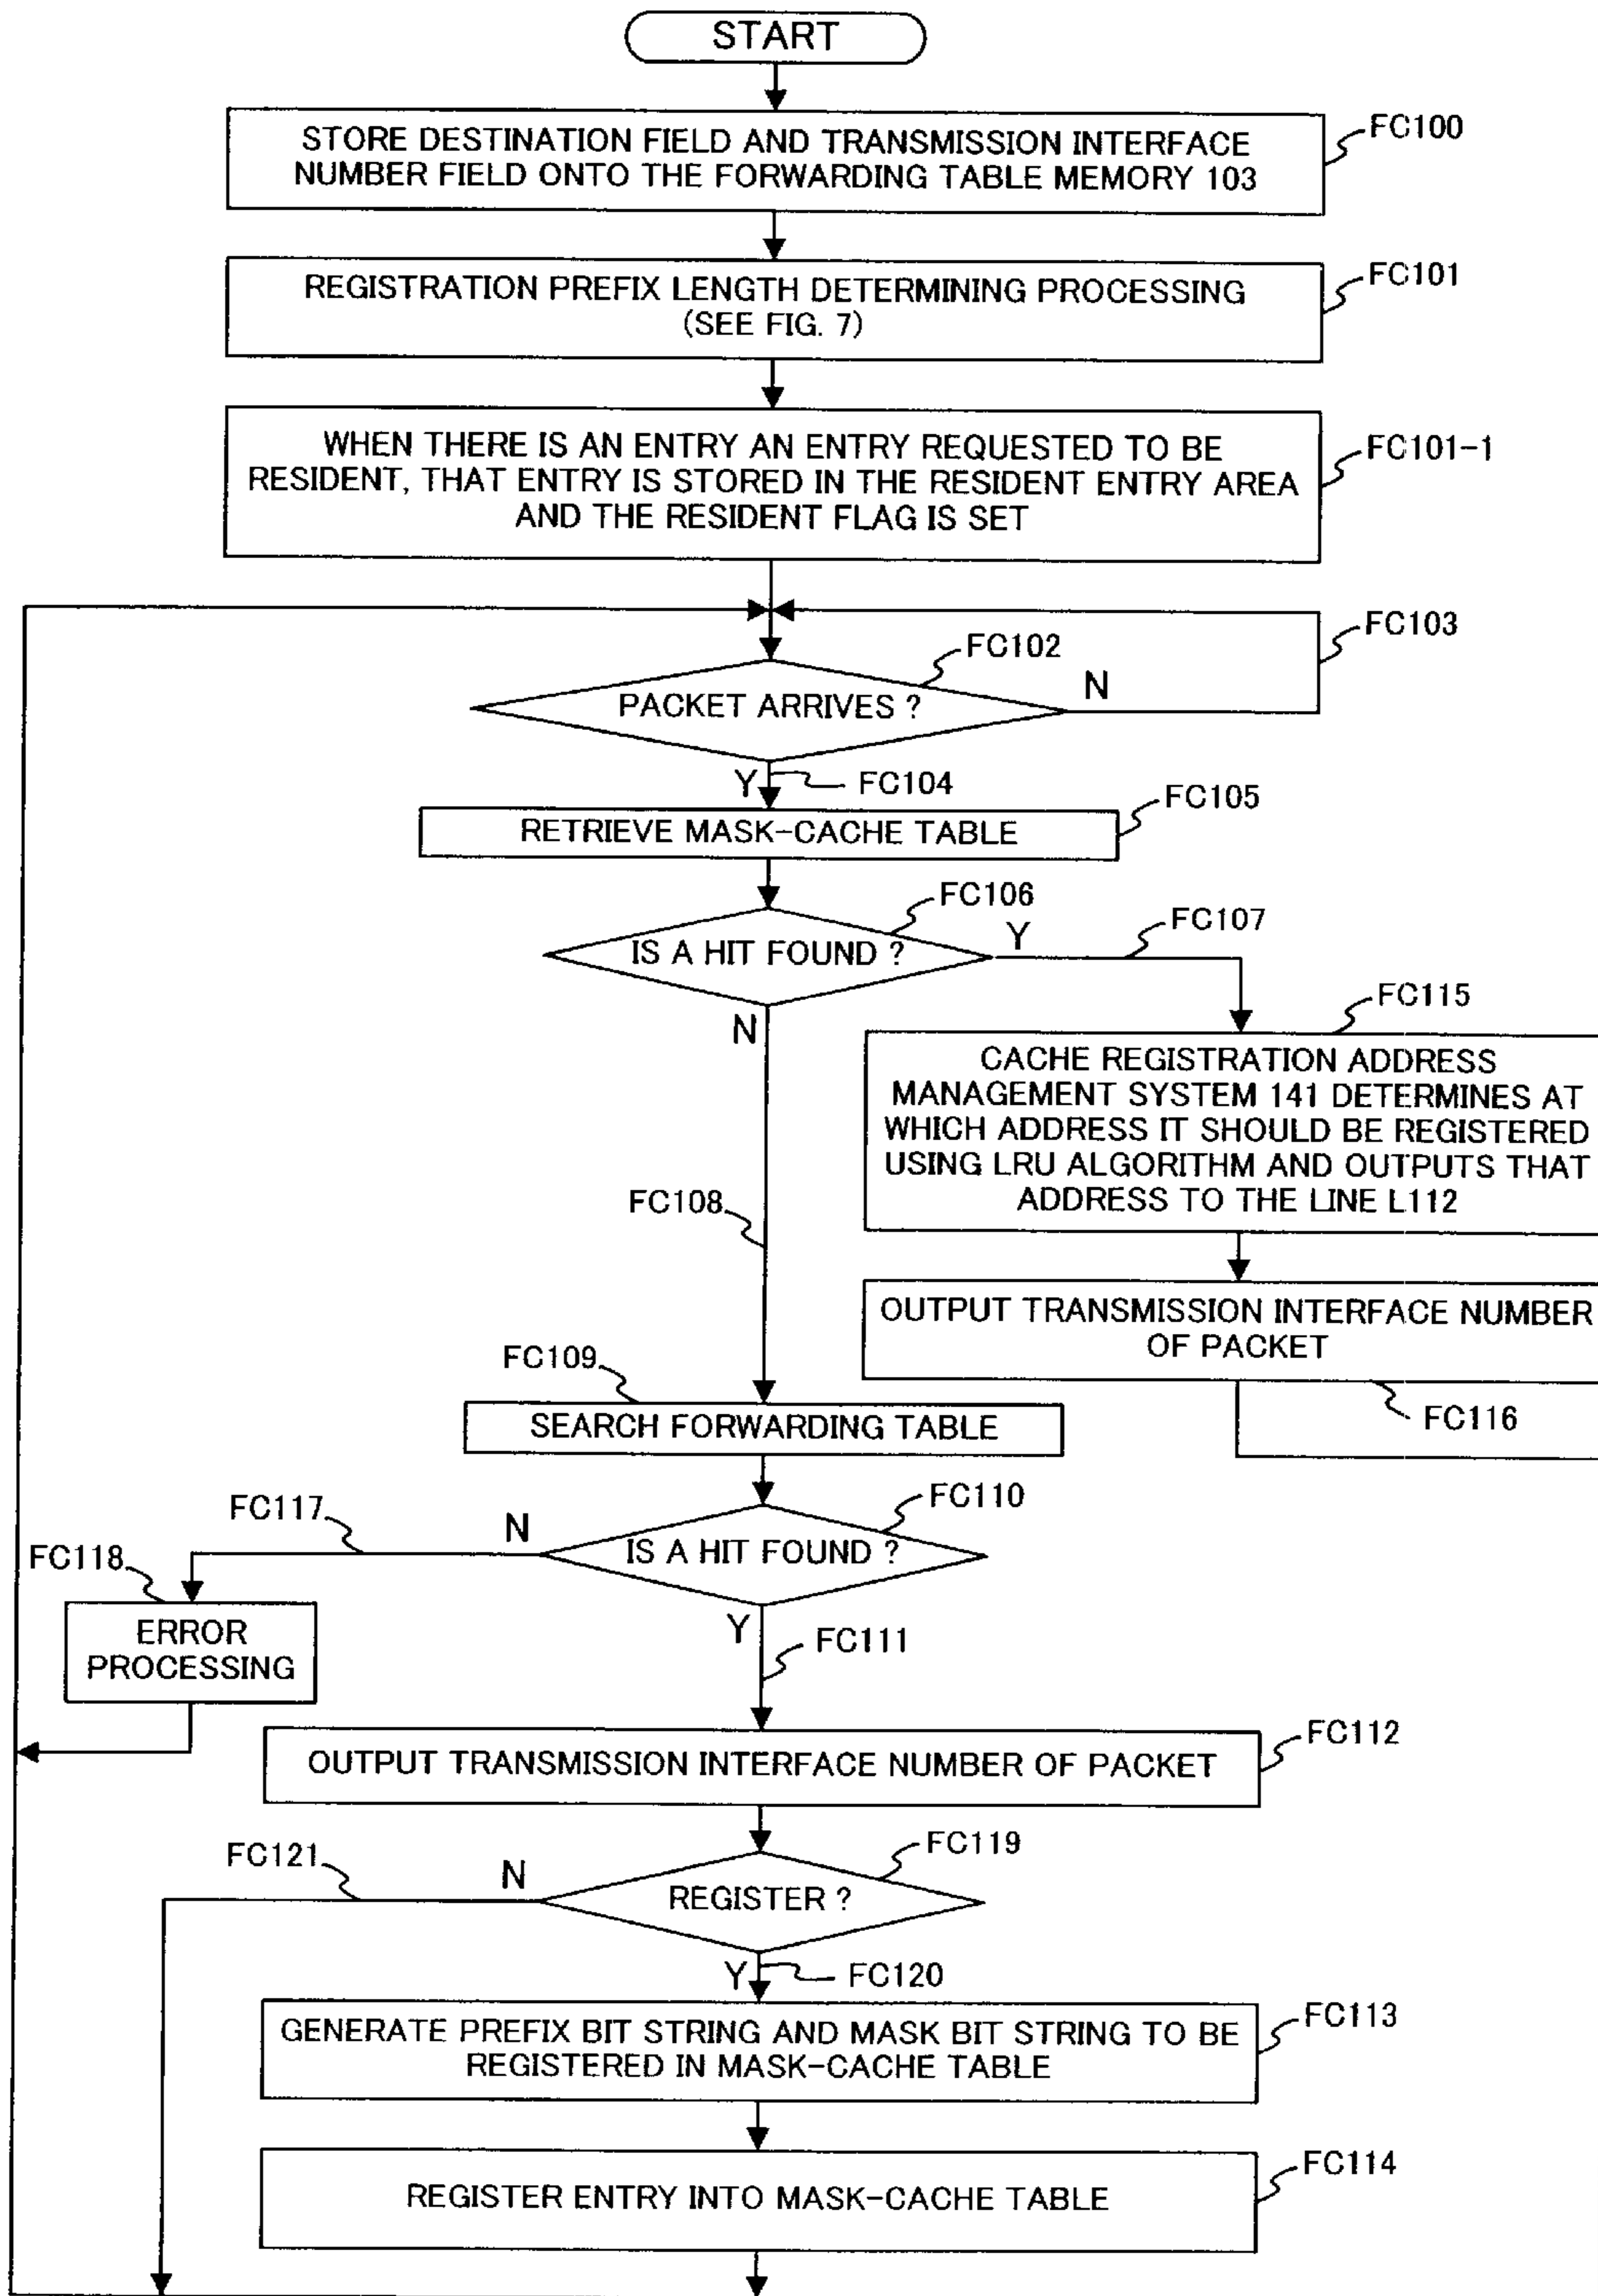 START
FC100
STORE DESTINATION FIELD AND TRANSMISSION INTERFACE
NUMBER FIELD ONTO THE FORWARDING TABLE MEMORY 103
FC101
REGISTRATION PREFIX LENGTH DETERMINING PROCESSING
(SEE FIG. 7)
FC101-1
WHEN THERE IS AN ENTRY AN ENTRY REQUESTED TO BE
RESIDENT, THAT ENTRY IS STORED IN THE RESIDENT ENTRY AREA
AND THE RESIDENT FLAG IS SET
FC103
FC102
PACKET ARRIVES ?
N
Y
FC104
FC105
RETRIEVE MASK-CACHE TABLE
FC106
IS A HIT FOUND ?
Y
FC107
N
FC115
CACHE REGISTRATION ADDRESS
MANAGEMENT SYSTEM 141 DETERMINES AT
WHICH ADDRESS IT SHOULD BE REGISTERED
USING LRU ALGORITHM AND OUTPUTS THAT
ADDRESS TO THE LINE L112
FC108
OUTPUT TRANSMISSION INTERFACE NUMBER
OF PACKET
FC116
FC109
SEARCH FORWARDING TABLE
FC110
IS A HIT FOUND ?
N
FC117
FC118
ERROR
PROCESSING
Y
FC111
FC112
OUTPUT TRANSMISSION INTERFACE NUMBER OF PACKET
FC119
REGISTER ?
N
FC121
Y
FC120
FC113
GENERATE PREFIX BIT STRING AND MASK BIT STRING TO BE
REGISTERED IN MASK-CACHE TABLE
FC114
REGISTER ENTRY INTO MASK-CACHE TABLE